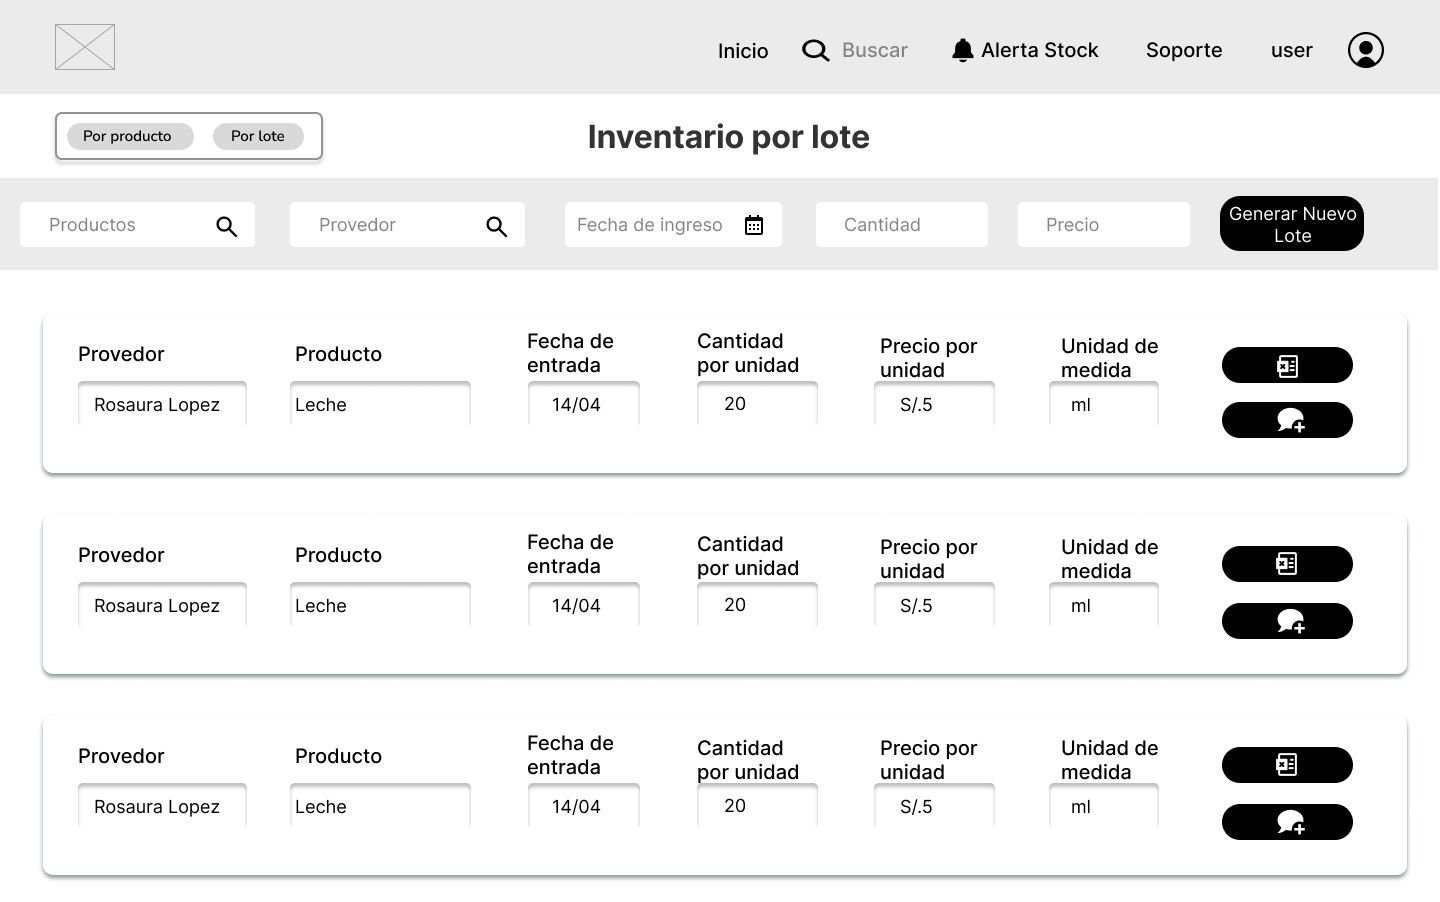 Inicio Buscar Alerta Stock Soporte user
Por producto Por lote
Inventario por lote
Productos Provedor Fecha de ingreso Cantidad Precio
Generar Nuevo
Lote
Provedor Producto
Fecha de
entrada
Cantidad
por unidad
Precio por
unidad
Unidad de
medida
Rosaura Lopez Leche 14/04 20 S/.5 ml
Provedor Producto
Fecha de
entrada
Cantidad
por unidad
Precio por
unidad
Unidad de
medida
Rosaura Lopez Leche 14/04 20 S/.5 ml
Provedor Producto
Fecha de
entrada
Cantidad
por unidad
Precio por
unidad
Unidad de
medida
Rosaura Lopez Leche 14/04 20 S/.5 ml